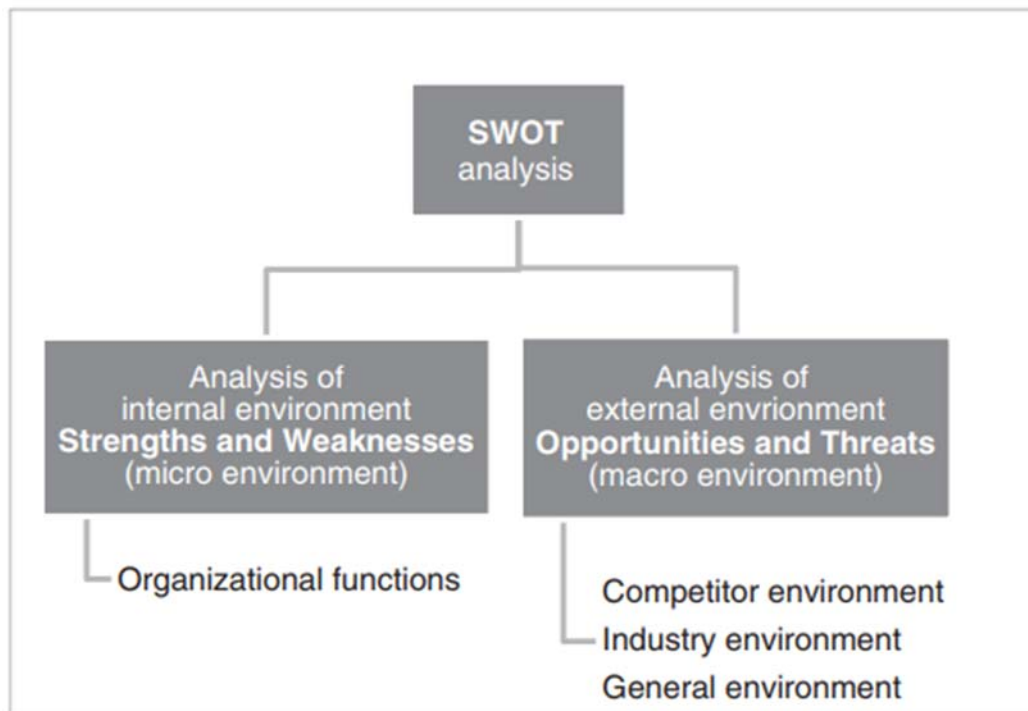 SWOT
analysis
Analysis of
internal environment
Strengths and Weaknesses
(micro environment)
Analysis of
external envrionment
Opportunities and Threats
(macro environment)
Organizational functions
Competitor environment
Industry environment
General environment